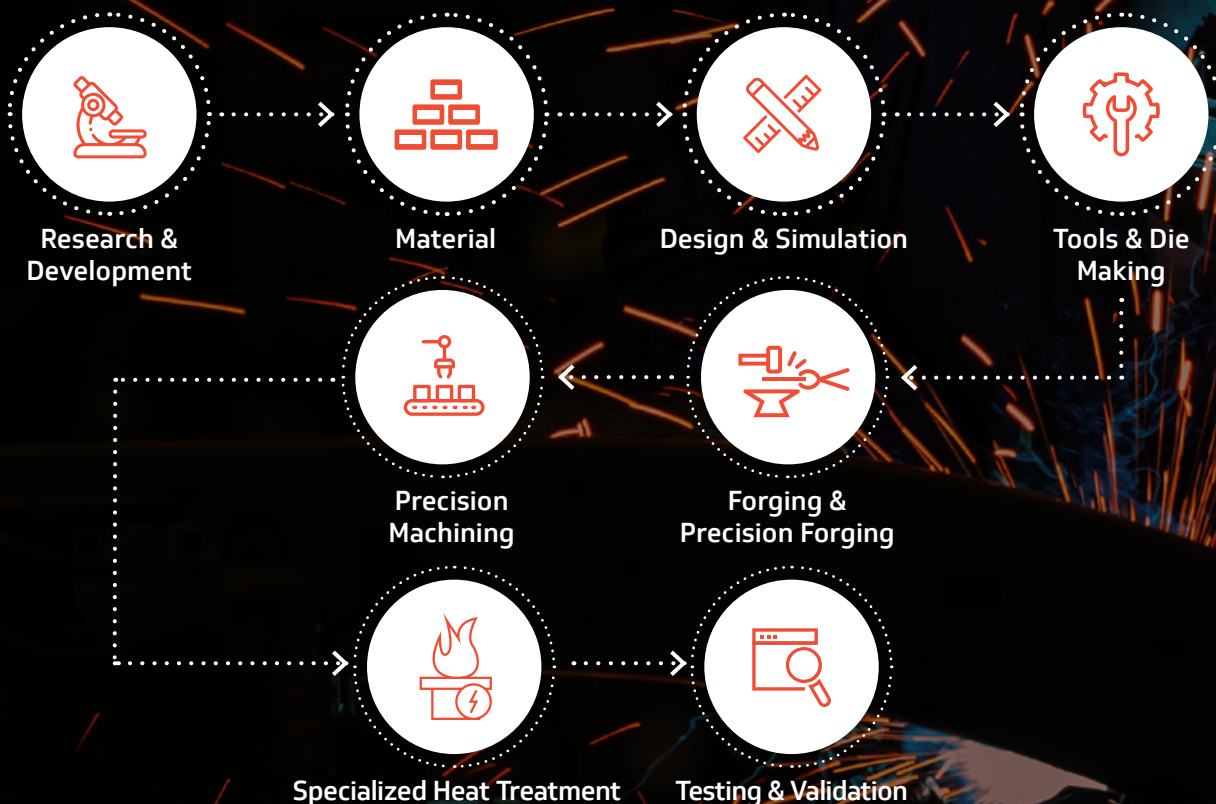 Research &
Development
Material
Design & Simulation
Tools & Die
Making
Precision
Machining
Forging &
Precision Forging
Specialized Heat Treatment
Testing & Validation